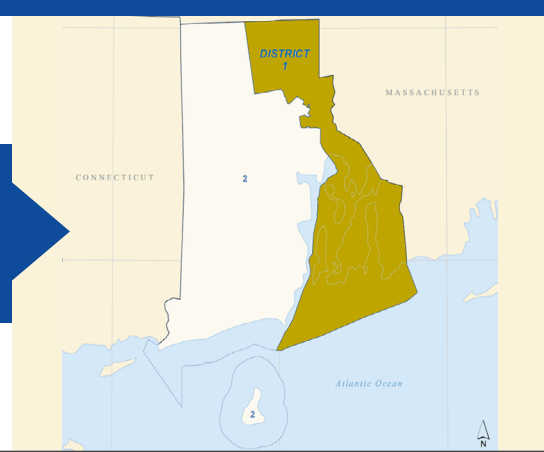 DISTRICT
1
MASSACHUSETTS
CONNECTICUT
2
Atlantic Ocean
2
N